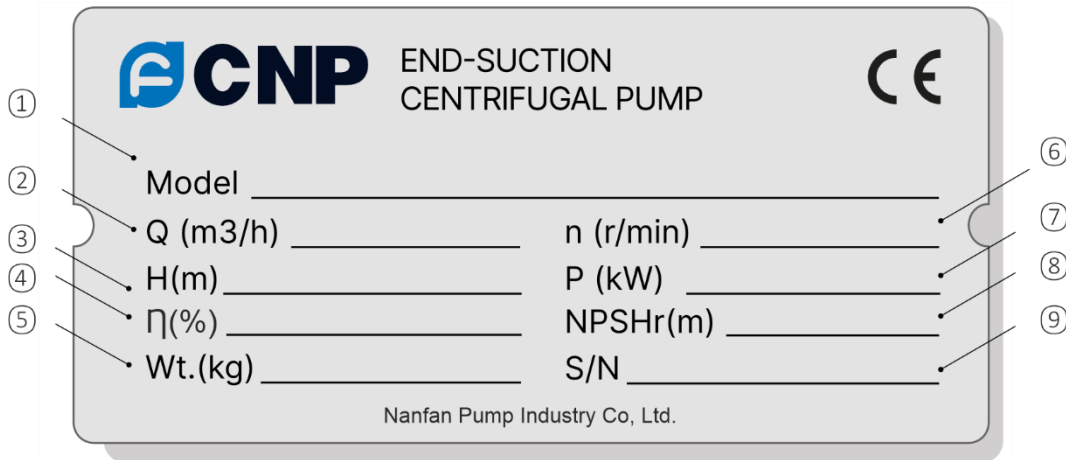 CNP
END-SUCTION
CENTRIFUGAL PUMP
CE
① Model
② Q (m3/h)
n (r/min) ⑥
③ H(m)
P (kW) ⑦
④ Ƞ(%)
NPSHr(m) ⑧
⑤ Wt.(kg)
S/N ⑨
Nanfan Pump Industry Co, Ltd.